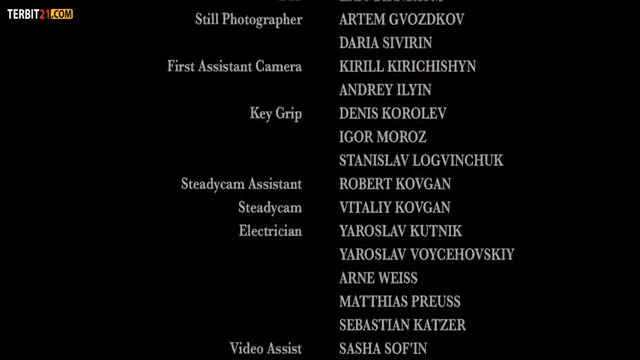 TERBIT21.COM
Still Photographer ARTEM GVOZDKOV
DARIA SIVIRIN
First Assistant Camera KIRILL KIRICHISHYN
ANDREY ILYIN
Key Grip DENIS KOROLEV
IGOR MOROZ
STANISLAV LOGVINCHUK
Steadycam Assistant ROBERT KOVGAN
Steadycam VITALIY KOVGAN
Electrician YAROSLAV KUTNIK
YAROSLAV VOYCEHOVSKIY
ARNE WEISS
MATTHIAS PREUSS
SEBASTIAN KATZER
Video Assist SASHA SOF'IN